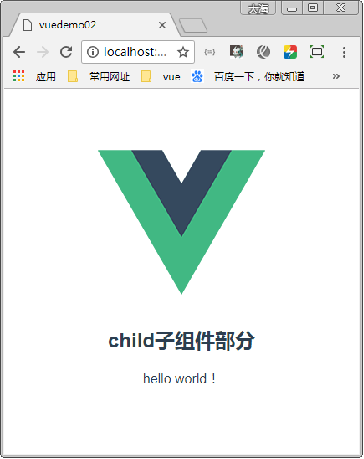 大海
vuedemo02
localhost:...
应用
常用网址
vue
百度一下，你就知道
»
child子组件部分
hello world！